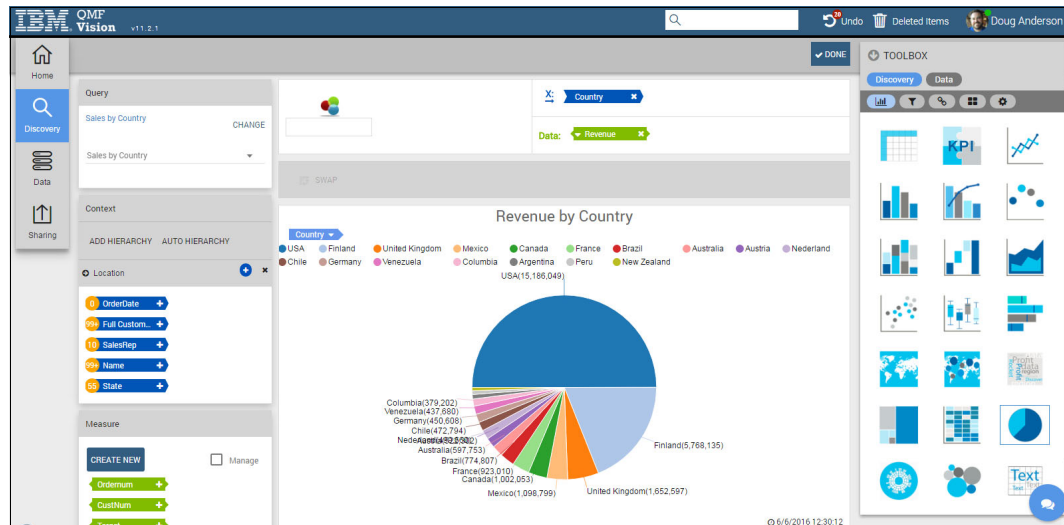 IBM. QMF Vision v11.2.1
20 Undo Deleted Items Doug Anderson
Home
Discovery
Data
Sharing
Query
Sales by Country
CHANGE
Sales by Country
Context
ADD HIERARCHY AUTO HIERARCHY
Location
0 OrderDate
99+ Full Custom..
10 SalesRep
99+ Name
55 State
Measure
CREATE NEW Manage
Ordernum
CustNum
DONE
X: Country
Data: Revenue
SWAP
Revenue by Country
Country
USA Finland United Kingdom Mexico Canada France Brazil Australia Austria Nederland
Chile Germany Venezuela Columbia Argentina Peru New Zealand
USA(15,186,049)
Columbia(379,202)
Venezuela(437,680)
Germany(450,608)
Chile(472,794)
Australia(597,753)
Brazil(774,807)
France(923,010)
Canada(1,002,053)
Mexico(1,098,799)
United Kingdom(1,652,597)
Finland(5,768,135)
6/6/2016 12:30:12
TOOLBOX
Discovery Data
KPI
Profit
data
region
Text
Text